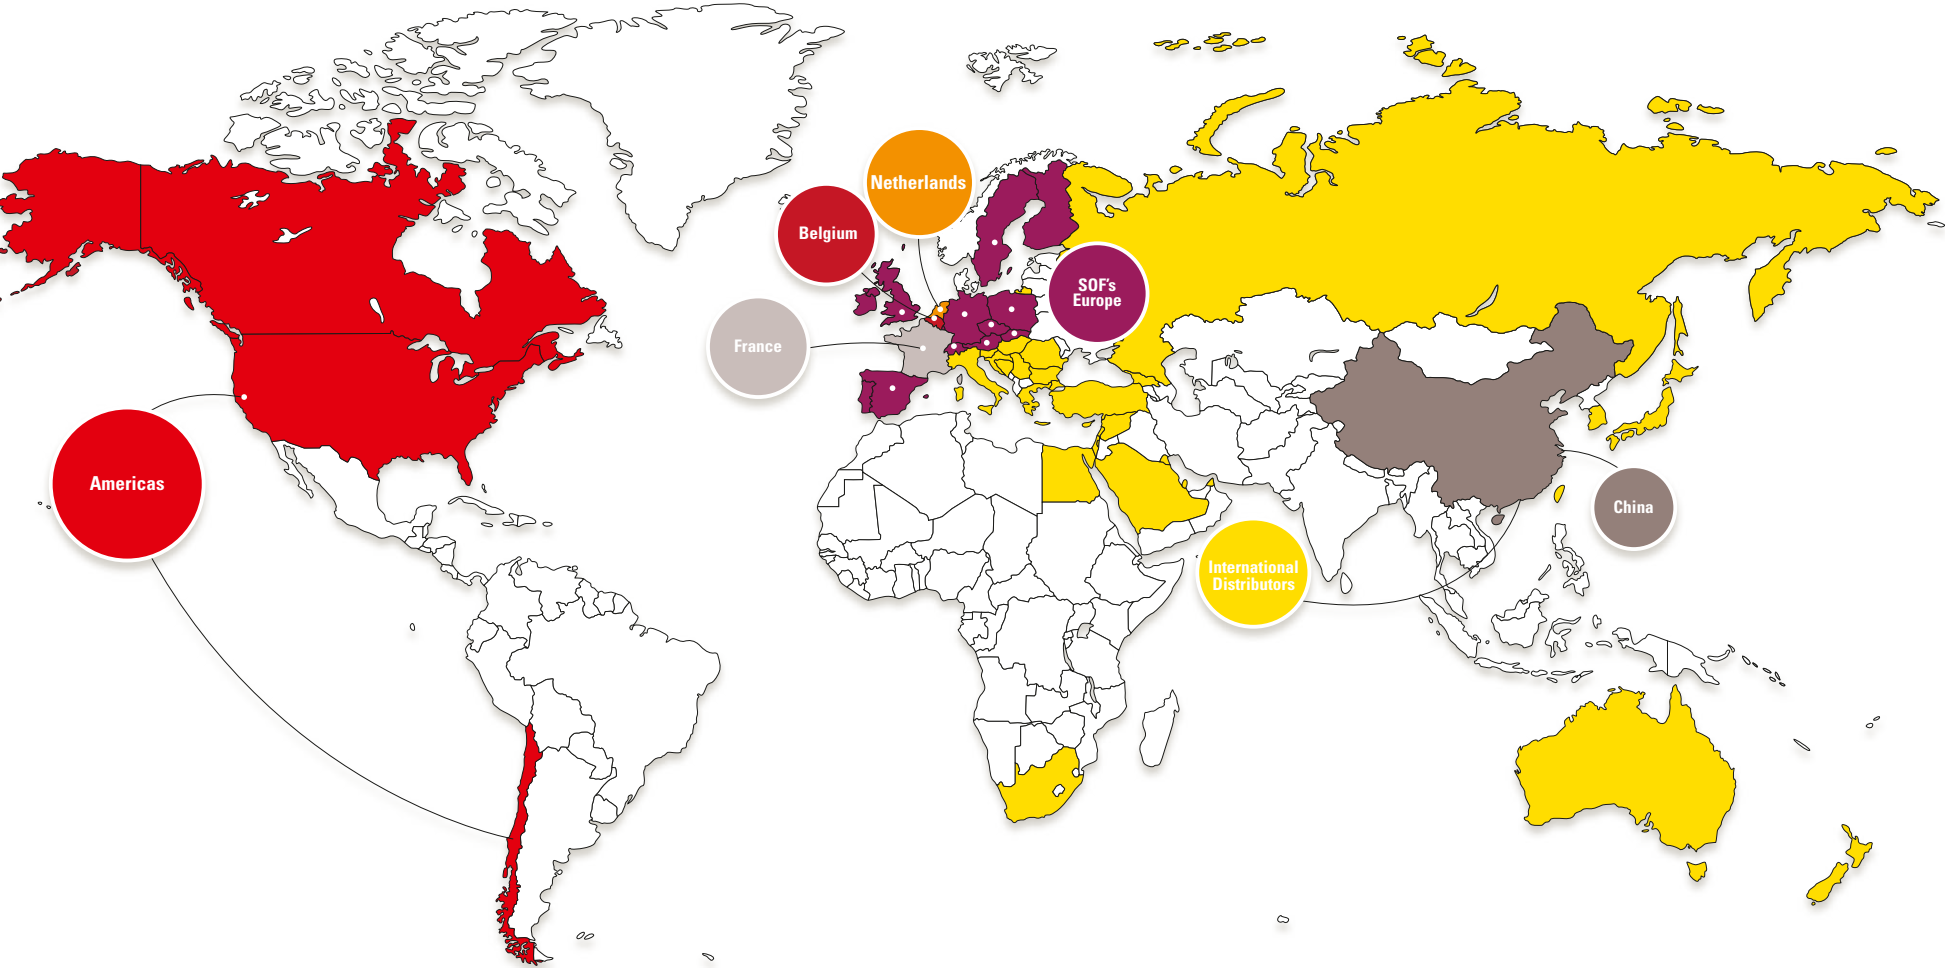 Netherlands
Belgium
SOF's
Europe
France
Americas
China
International
Distributors